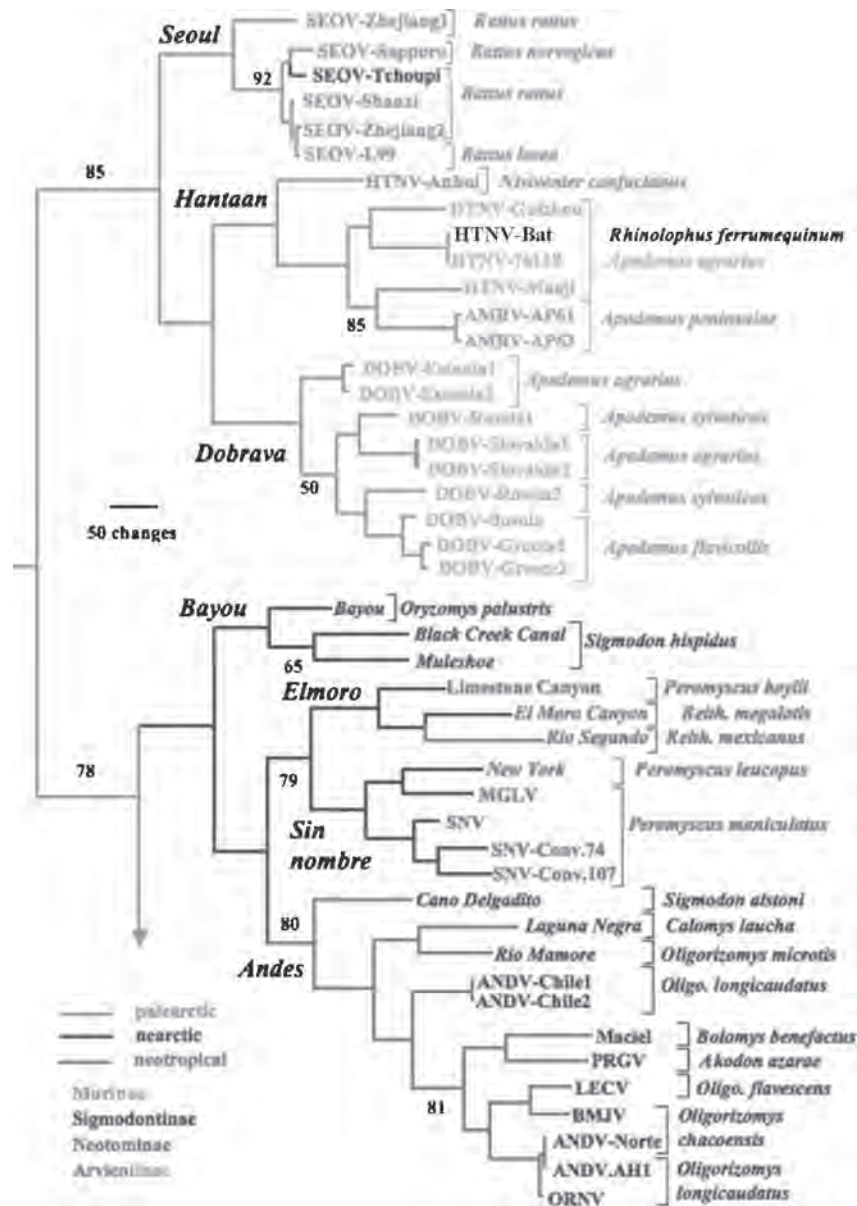 Seoul
SEOV-Zhejiang1 Rattus rattus
SEOV-Sapporo Rattus norvegicus
92 SEOV-Tchoupi Rattus rattus
SEOV-Shanxi
SEOV-Zhejiang2
SEOV-L99 Rattus losea
85
Hantaan
HTNV-Anhui Niviventer confucianus
HTNV-Bat Rhinolophus ferrumequinum
HTNV-76118 Apodemus agrarius
85 AMRV-AP61 Apodemus peninsulae
AMRV-AP63
DOBV-Estonia1 Apodemus agrarius
DOBV-Estonia2
Apodemus sylvaticus
Dobrava
DOBV-Slovakia1 Apodemus agrarius
DOBV-Slovakia2
50
DOBV-Russia2 Apodemus sylvaticus
DOBV-Russia
DOBV-Greece1 Apodemus flavicollis
DOBV-Greece2
50 changes
Bayou
Bayou Oryzomys palustris
Black Creek Canal Sigmodon hispidus
65 Muleshoe
Elmoro
Limestone Canyon Peromyscus boylii
El Moro Canyon Reith. megalotis
Rio Segundo Reith. mexicanus
78
79
New York Peromyscus leucopus
MGLV
Sin nombre
SNV Peromyscus maniculatus
SNV-Conv.74
SNV-Conv.107
80
Cano Delgadito Sigmodon alstoni
Andes
Laguna Negra Calomys laucha
Rio Mamore Oligorizomys microtis
ANDV-Chile1 Oligo. longicaudatus
ANDV-Chile2
Maciel Bolomys benefactus
PRGV Akodon azarae
81
LECV Oligo. flavescens
BMJV Oligorizomys chacoensis
ANDV-Norte
ANDV.AH1 Oligorizomys longicaudatus
ORNV
palearctic
nearctic
neotropical
Murinae
Sigmodontinae
Neotominae